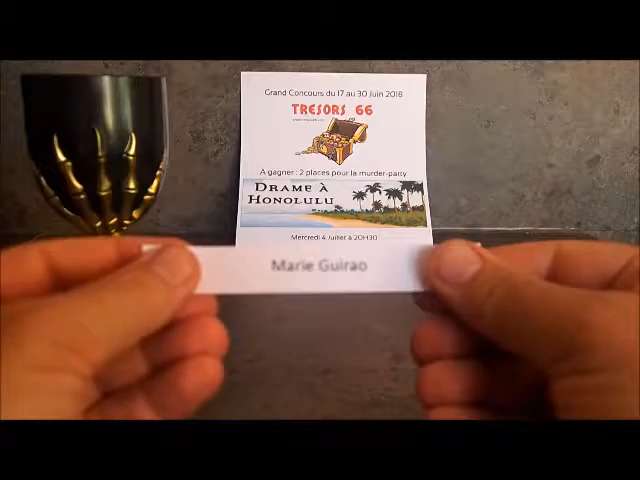 Grand Concours du 17 au 30 Juin 2018
TRESORS 66
A gagner : 2 places pour la murder-party
DRAME À
HONOLULU
Mercredi 4 Juillet à 20H30
Marie Guirao